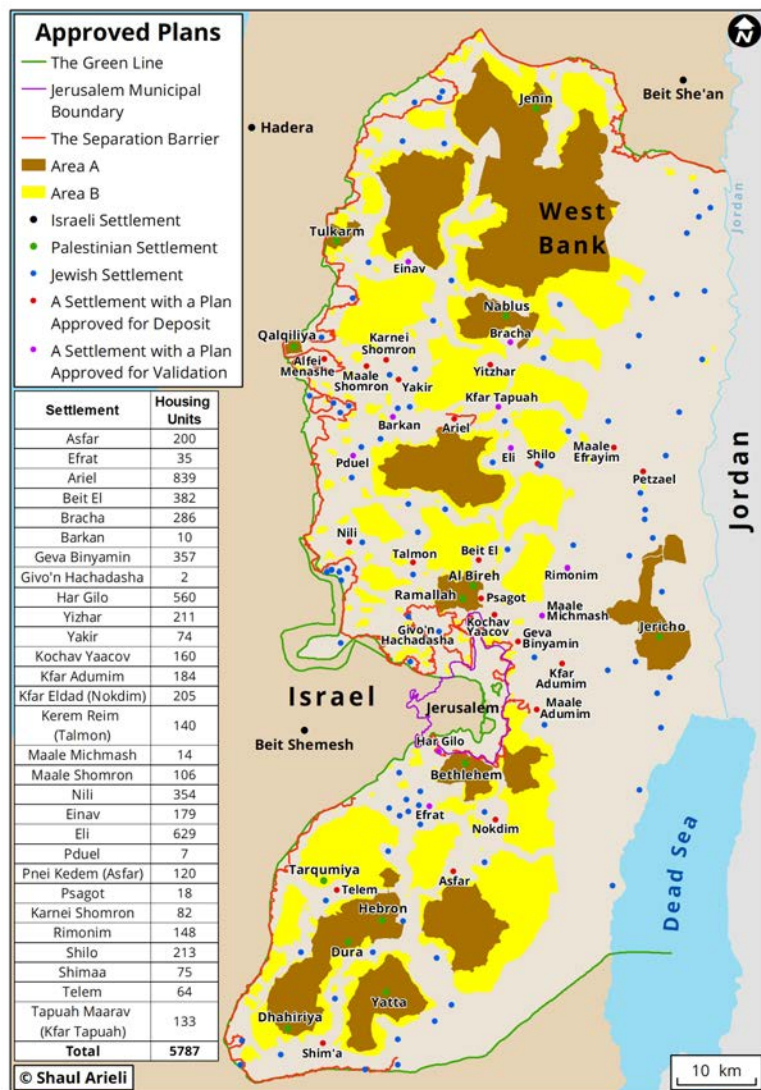 Approved Plans
The Green Line
Jerusalem Municipal
Boundary
The Separation Barrier
Area A
Area B
Israeli Settlement
Palestinian Settlement
Jewish Settlement
A Settlement with a Plan
Approved for Deposit
A Settlement with a Plan
Approved for Validation
Settlement Housing Units
Asfar 200
Efrat 35
Ariel 839
Beit El 382
Bracha 286
Barkan 10
Geva Binyamin 357
Givo'n Hachadasha 2
Har Gilo 560
Yizhar 211
Yakir 74
Kochav Yaacov 160
Kfar Adumim 184
Kfar Eldad (Nokdim) 205
Kerem Reim (Talmon) 140
Maale Michmash 14
Maale Shomron 106
Nili 354
Einav 179
Eli 629
Pduel 7
Pnei Kedem (Asfar) 120
Psagot 18
Karnei Shomron 82
Rimonim 148
Shilo 213
Shimaa 75
Telem 64
Tapuah Maarav (Kfar Tapuah) 133
Total 5787
© Shaul Arieli
N
Beit She'an
Jenin
Hadera
West
Bank
Jordan
Tulkarm
Einav
Nablus
Bracha
Qalqiliya
Karnei
Shomron
Alfei
Menashe
Maale
Shomron
Yakir
Yitzhar
Kfar Tapuah
Barkan
Ariel
Pduel
Eli
Shilo
Maale
Efrayim
Petzael
Jordan
Nili
Talmon
Beit El
Al Bireh
Rimonim
Ramallah
Psagot
Kochav
Yaacov
Maale
Michmash
Givo'n
Hachadasha
Geva
Binyamin
Jericho
Kfar
Adumim
Israel
Jerusalem
Maale
Adumim
Beit Shemesh
Har Gilo
Bethlehem
Efrat
Nokdim
Dead Sea
Tarqumiya
Telem
Asfar
Hebron
Dura
Yatta
Dhahiriya
Shim'a
10 km